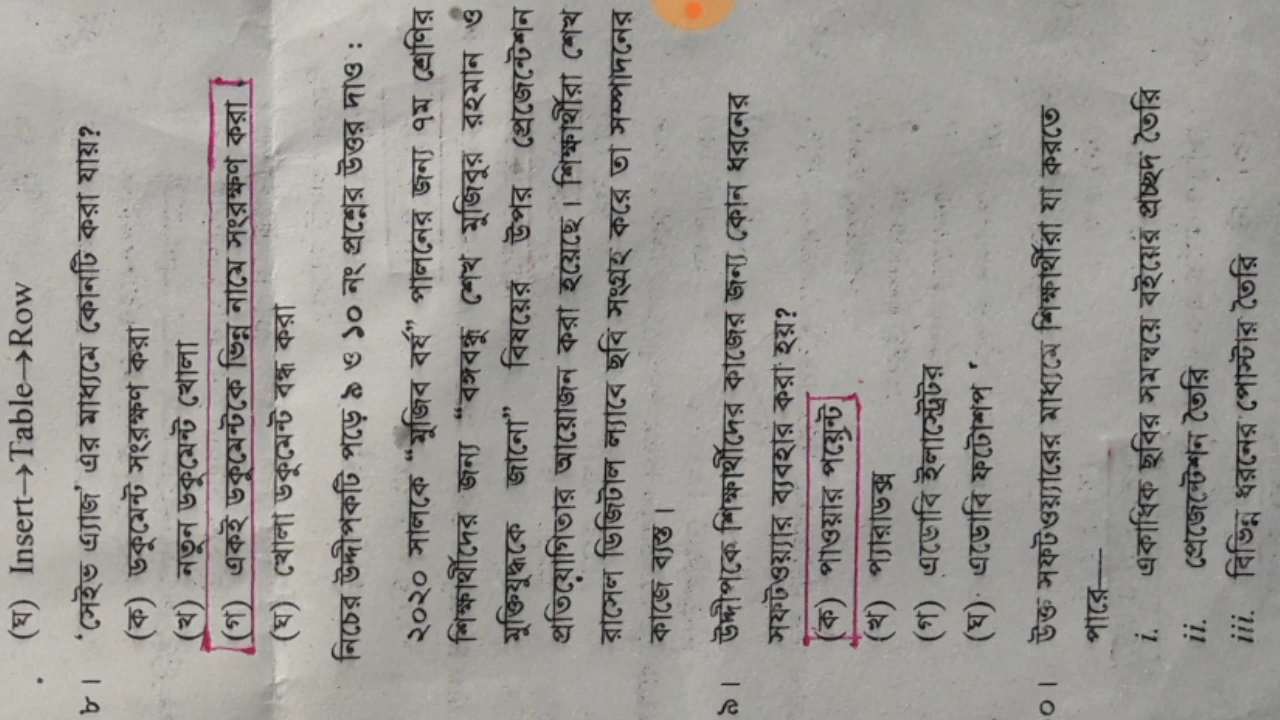 (ঘ) Insert→Table→Row
৮। ‘সেইভ এ্যাজ’ এর মাধ্যমে কোনটি করা যায়?
(ক) ডকুমেন্ট সংরক্ষণ করা
(খ) নতুন ডকুমেন্ট খোলা
(গ) একই ডকুমেন্টকে ভিন্ন নামে সংরক্ষণ করা
(ঘ) খোলা ডকুমেন্ট বন্ধ করা
নিচের উদ্দীপকটি পড়ে ৯ ও ১০ নং প্রশ্নের উত্তর দাও :
২০২০ সালকে “মুজিব বর্ষ” পালনের জন্য ৭ম শ্রেণির
শিক্ষার্থীদের জন্য “বঙ্গবন্ধু শেখ মুজিবুর রহমান ও
মুক্তিযুদ্ধকে জানো” বিষয়ের উপর প্রেজেন্টেশন
প্রতিযোগিতার আয়োজন করা হয়েছে। শিক্ষার্থীরা শেখ
রাসেল ডিজিটাল ল্যাবে ছবি সংগ্রহ করে তা সম্পাদনের
কাজে ব্যস্ত।
৯। উদ্দীপকে শিক্ষার্থীদের কাজের জন্য কোন ধরনের
সফটওয়্যার ব্যবহার করা হয়?
(ক) পাওয়ার পয়েন্ট
(খ) প্যারাডক্স
(গ) এডোবি ইলাস্ট্রেটর
(ঘ) এডোবি ফটোশপ
০। উক্ত সফটওয়্যারের মাধ্যমে শিক্ষার্থীরা যা করতে
পারে—
i. একাধিক ছবির সমন্বয়ে বইয়ের প্রচ্ছদ তৈরি
ii. প্রেজেন্টেশন তৈরি
iii. বিভিন্ন ধরনের পোস্টার তৈরি